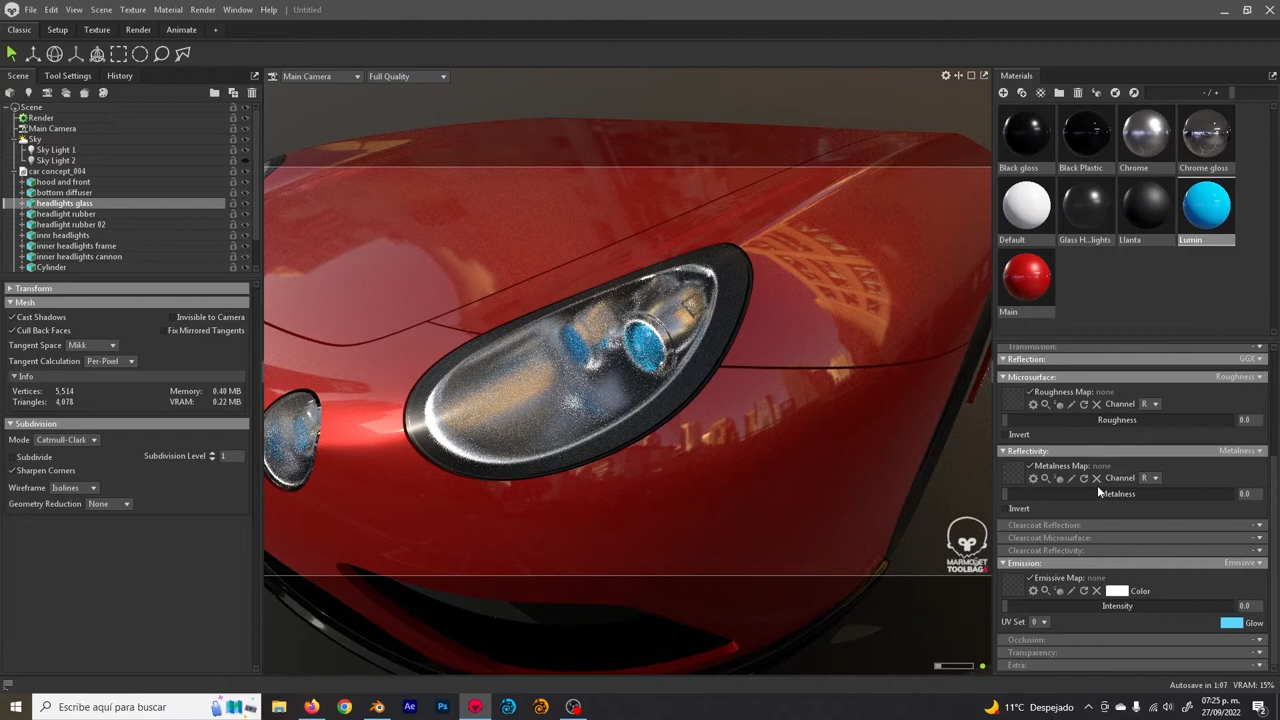 File Edit View Scene Texture Material Render Window Help Untitled
Classic Setup Texture Render Animate +
Scene Tool Settings History
Main Camera Full Quality
Materials
- / +
Scene
Render
Main Camera
Sky
Sky Light 1
Sky Light 2
car concept_004
hood and front
bottom diffuser
headlights glass
headlight rubber
headlight rubber 02
innr headlights
inner headlights frame
inner headlights cannon
Cylinder
Transform
Mesh
Cast Shadows Invisible to Camera
Cull Back Faces Fix Mirrored Tangents
Tangent Space Mikk
Tangent Calculation Per-Pixel
Info
Vertices: 5,514 Memory: 0.40 MB
Triangles: 4,078 VRAM: 0.22 MB
Subdivision
Mode Catmull-Clark
Subdivide Subdivision Level 1
Sharpen Corners
Wireframe Isolines
Geometry Reduction None
MARMOSET
TOOLBAG
Black gloss Black Plastic Chrome Chrome gloss
Default Glass H...lights Llanta Lumin
Main
Transmission:
Reflection: GGX
Microsurface: Roughness
Roughness Map: none
Channel R
Roughness 0.0
Invert
Reflectivity: Metalness
Metalness Map: none
Channel R
Metalness 0.0
Invert
Clearcoat Reflection: -
Clearcoat Microsurface: -
Clearcoat Reflectivity: -
Emission: Emissive
Emissive Map: none
Color
Intensity 0.0
UV Set 0 Glow
Occlusion: -
Transparency: -
Extra: -
Autosave in 1:07 VRAM: 15%
Escribe aquí para buscar
Ae Ps
11°C Despejado
07:25 p. m.
27/09/2022